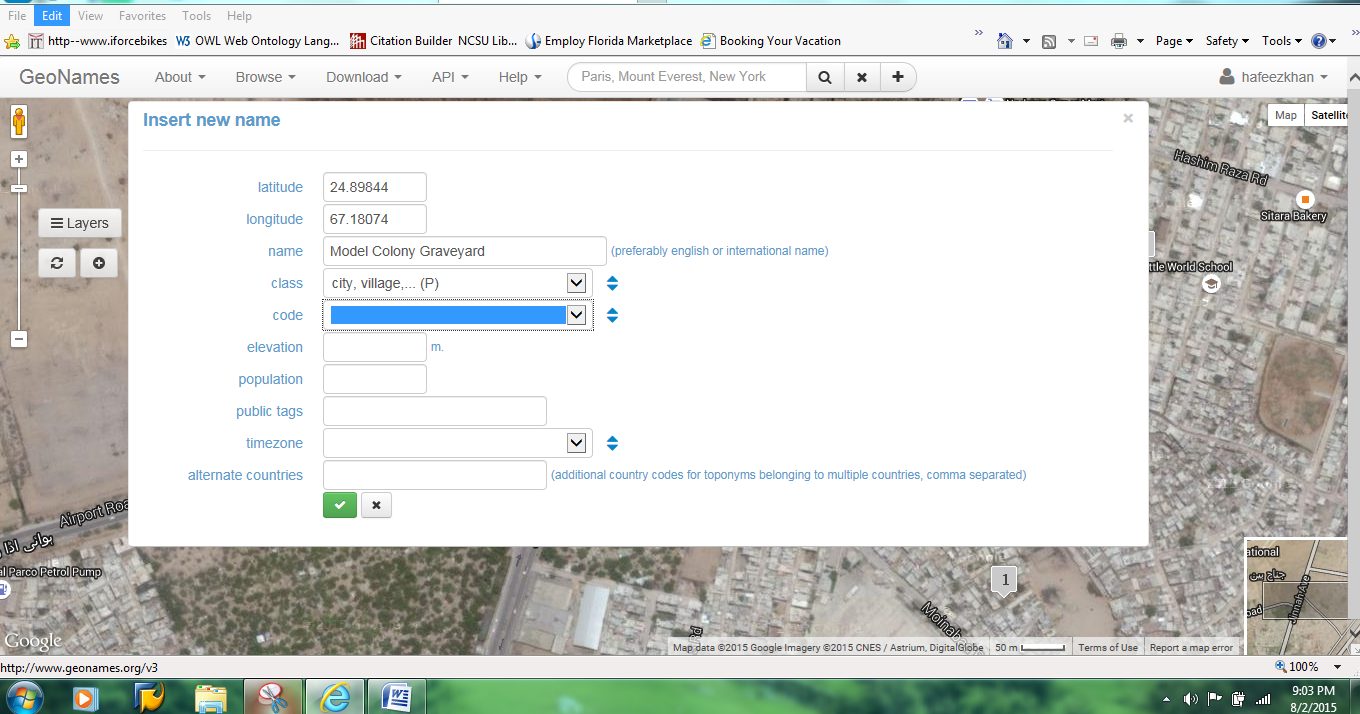 File Edit View Favorites Tools Help
http--www.iforcebikes W3 OWL Web Ontology Lang... Citation Builder NCSU Lib... Employ Florida Marketplace Booking Your Vacation » Page Safety Tools »
GeoNames About Browse Download API Help Paris, Mount Everest, New York hafeezkhan
Insert new name ×
Map Satellite
latitude 24.89844
longitude 67.18074
name Model Colony Graveyard (preferably english or international name)
class city, village,... (P)
code
elevation m.
population
public tags
timezone
alternate countries (additional country codes for toponyms belonging to multiple countries, comma separated)
Layers
Hashim Raza Rd
Sitara Bakery
ttle World School
Airport Roa
al Parco Petrol Pump
1
ational
Jinnah Ave
oad
Moinab
Rd
Google
Map data ©2015 Google Imagery ©2015 CNES / Astrium, DigitalGlobe 50 m Terms of Use Report a map error
http://www.geonames.org/v3 100%
9:03 PM
8/2/2015